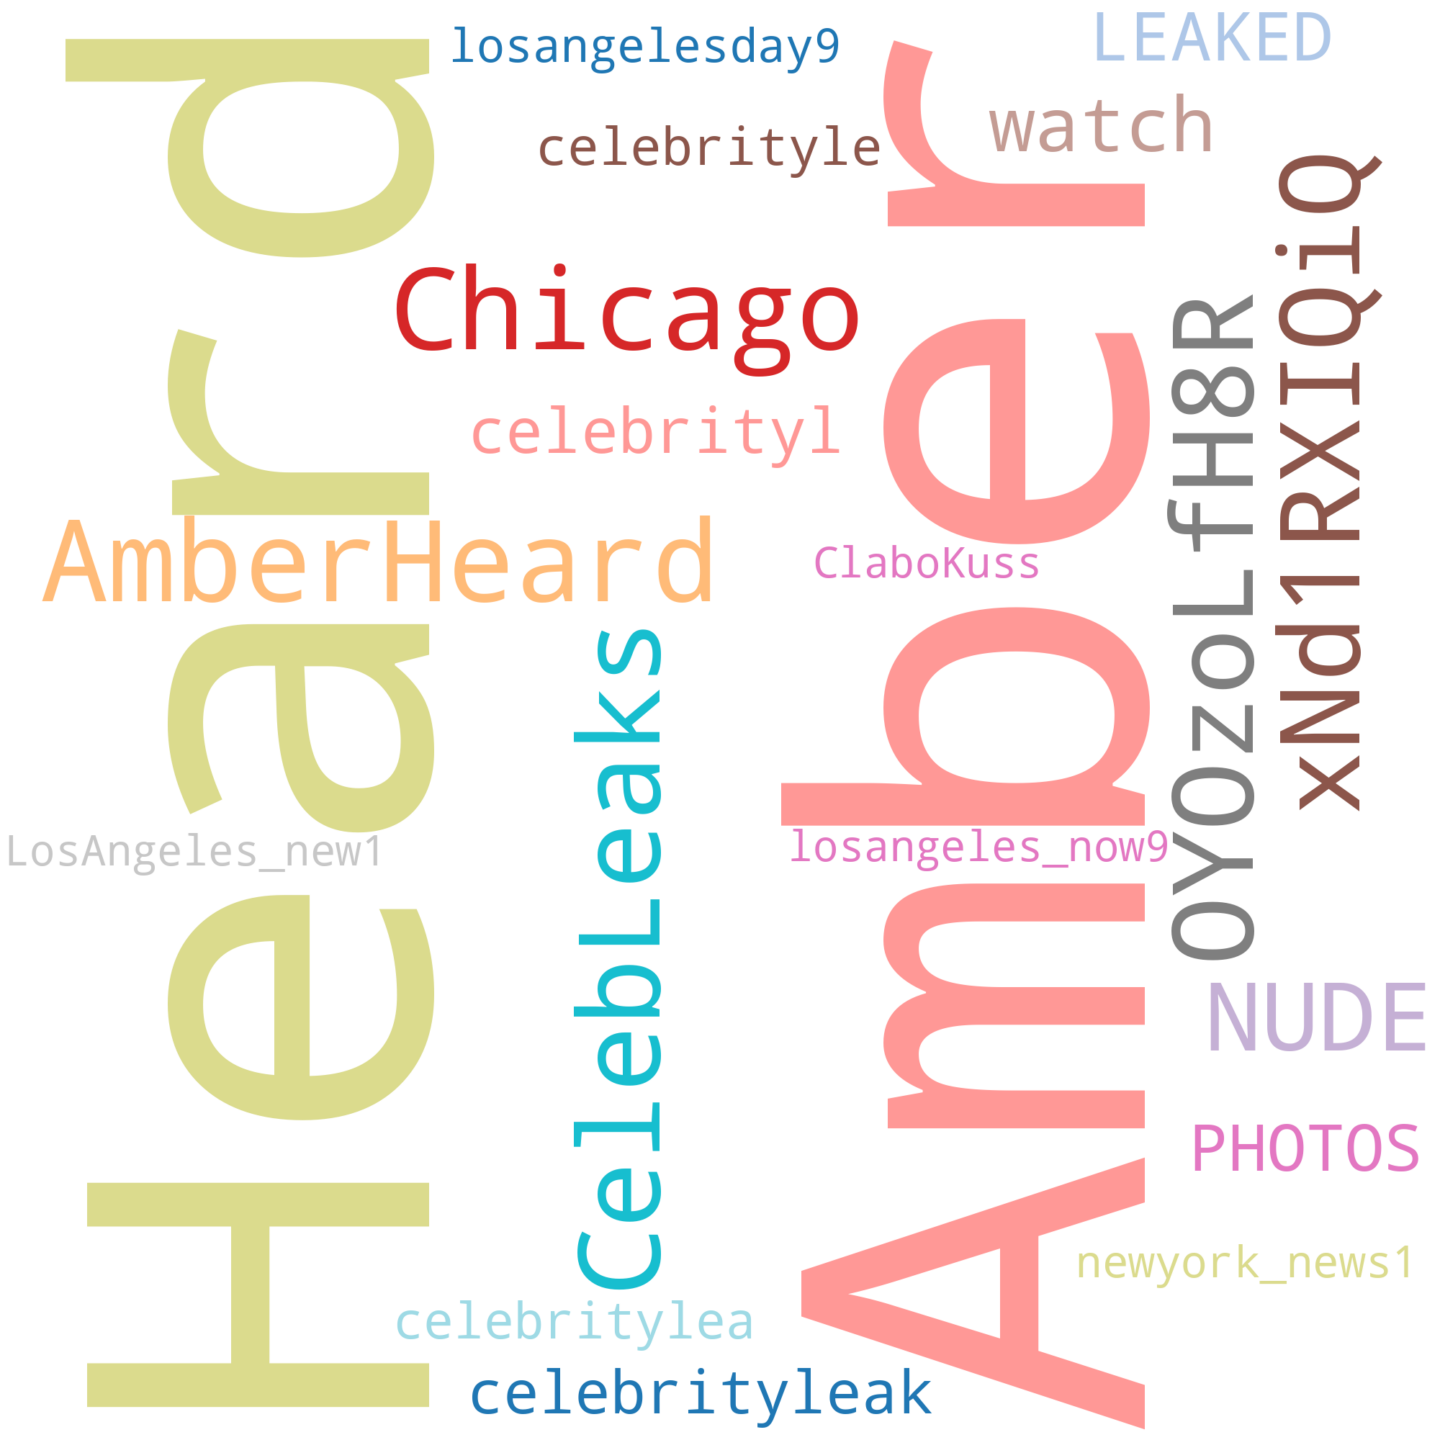 losangelesday9
LEAKED
watch
celebrityle
Chicago
celebrityl
Heard
Amber
AmberHeard
ClaboKuss
OYOzoLfH8R
xNd1RXIQiQ
CelebLeaks
LosAngeles_new1
losangeles_now9
NUDE
PHOTOS
newyork_news1
celebritylea
celebrityleak